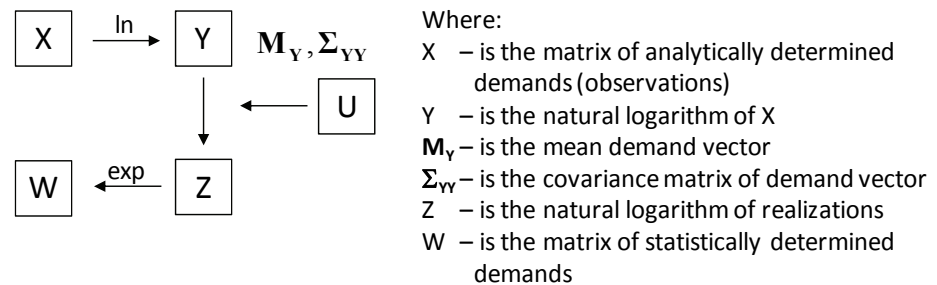 X ln Y M_Y, Σ_YY
U
W exp Z
Where:
X – is the matrix of analytically determined
demands (observations)
Y – is the natural logarithm of X
M_Y – is the mean demand vector
Σ_YY – is the covariance matrix of demand vector
Z – is the natural logarithm of realizations
W – is the matrix of statistically determined
demands